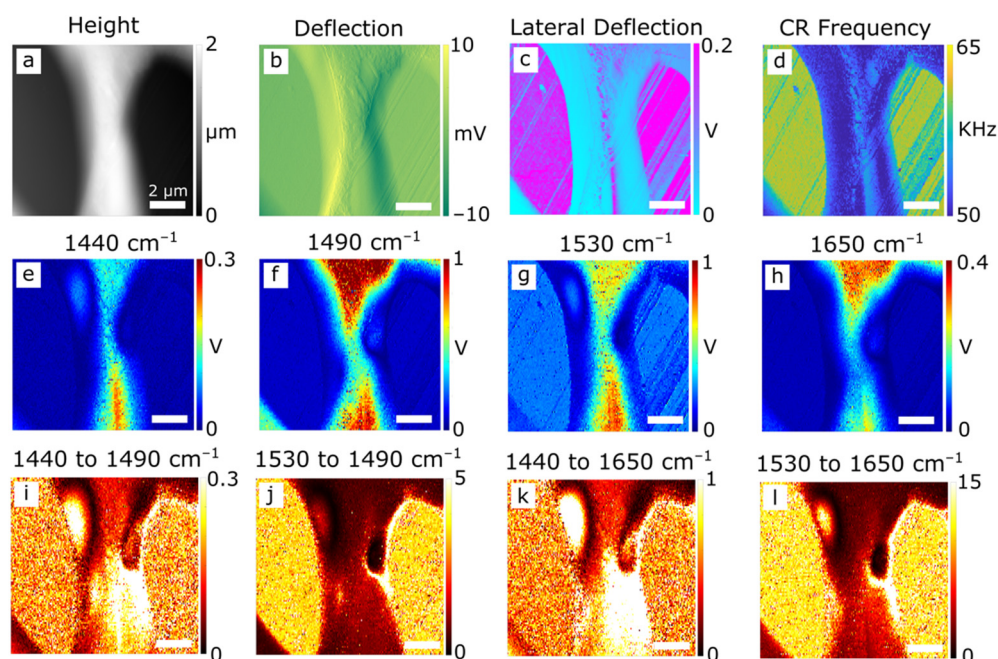 Height
Deflection
Lateral Deflection
CR Frequency
a
2
µm
0
2 µm
b
10
mV
−10
c
0.2
V
0
d
65
KHz
50
1440 cm⁻¹
1490 cm⁻¹
1530 cm⁻¹
1650 cm⁻¹
e
0.3
V
0
f
1
V
0
g
1
V
0
h
0.4
V
0
1440 to 1490 cm⁻¹
1530 to 1490 cm⁻¹
1440 to 1650 cm⁻¹
1530 to 1650 cm⁻¹
i
0.3
0
j
5
0
k
1
0
l
15
0